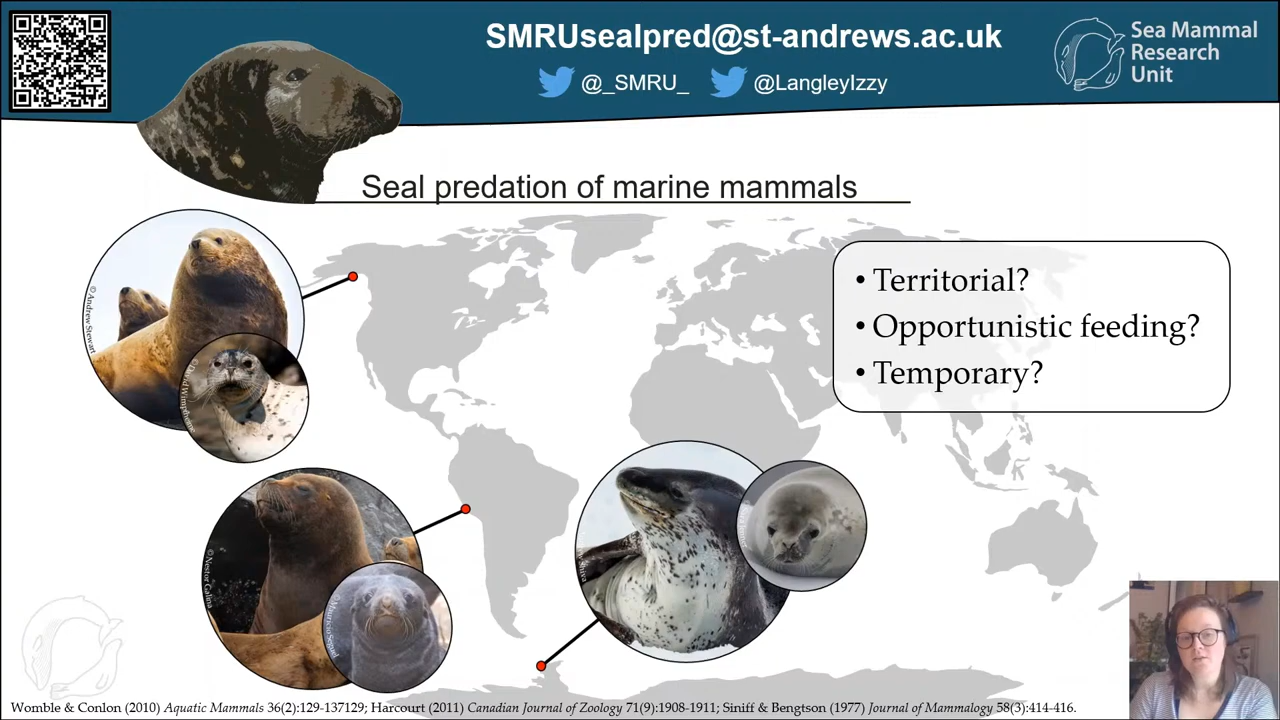 SMRUsealpred@st-andrews.ac.uk
@_SMRU_ @LangleyIzzy
Sea Mammal
Research
Unit
Seal predation of marine mammals
© Andrew Stewart
• Territorial?
• Opportunistic feeding?
• Temporary?
© Nestor Galina
Womble & Conlon (2010) Aquatic Mammals 36(2):129-137129; Harcourt (2011) Canadian Journal of Zoology 71(9):1908-1911; Siniff & Bengtson (1977) Journal of Mammalogy 58(3):414-416.